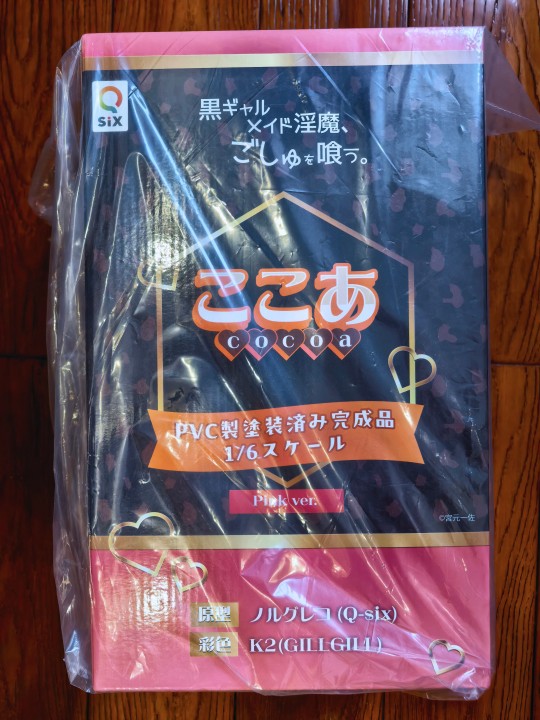 Q
SiX
黒ギャル
メイド淫魔、
ごしゅを喰う。
ここあ
cocoa
PVC製塗装済み完成品
1/6スケール
Pink ver.
©宮元一佐
原型 ノルグレコ (Q-six)
彩色 K2(GILLGILL)